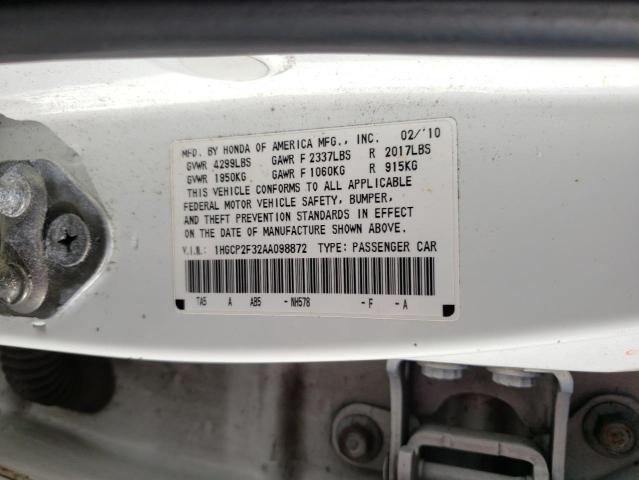 MFD. BY HONDA OF AMERICA MFG., INC. 02/'10
GVWR 4299LBS GAWR F 2337LBS R 2017LBS
GVWR 1950KG GAWR F 1060KG R 915KG
THIS VEHICLE CONFORMS TO ALL APPLICABLE
FEDERAL MOTOR VEHICLE SAFETY, BUMPER,
AND THEFT PREVENTION STANDARDS IN EFFECT
ON THE DATE OF MANUFACTURE SHOWN ABOVE.
V.I.N.: 1HGCP2F32AA098872 TYPE: PASSENGER CAR
TA5 A AB5 - NH578 - F - A